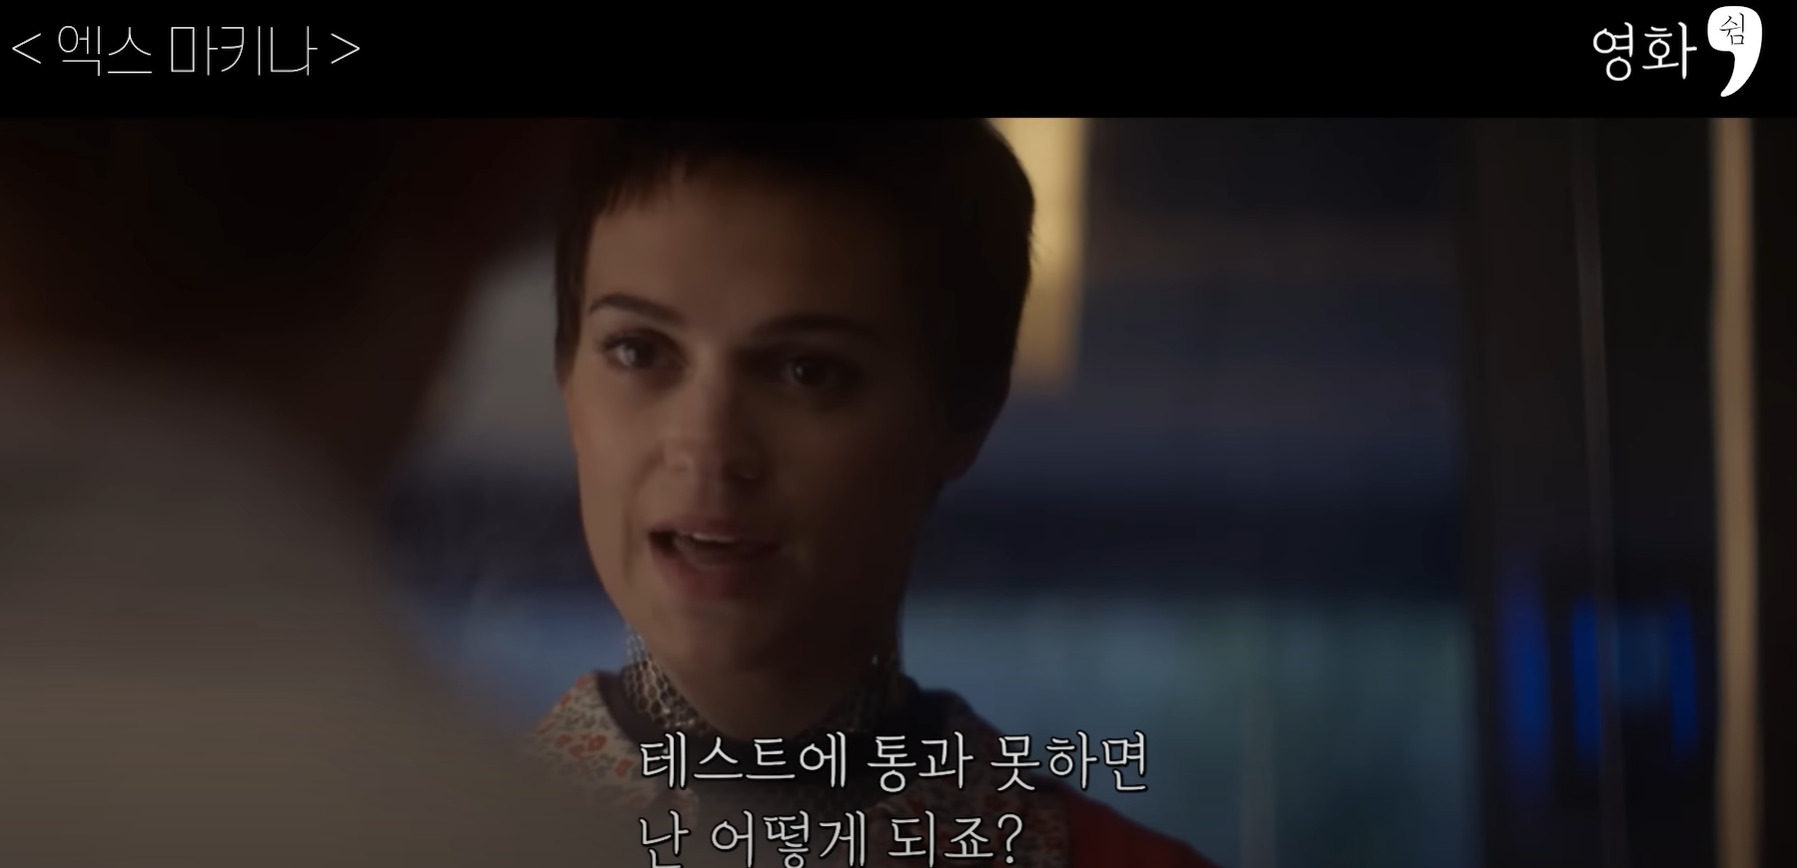 < 엑스 마키나 >
영화 쉼
테스트에 통과 못하면
난 어떻게 되죠?